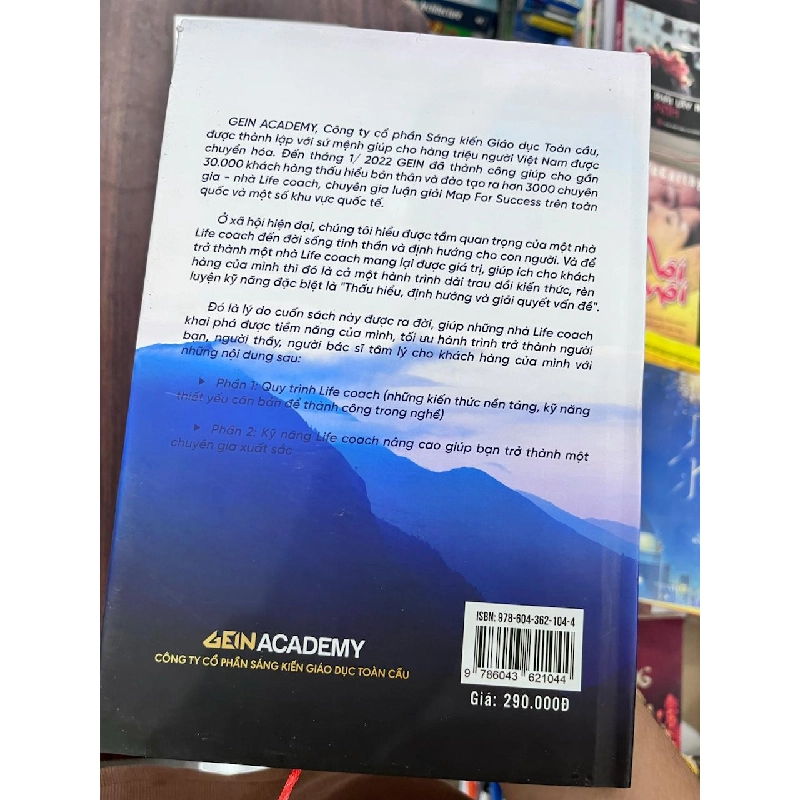 GEIN ACADEMY, Công ty cổ phần Sáng kiến Giáo dục Toàn cầu,
được thành lập với sứ mệnh giúp cho hàng triệu người Việt Nam được
chuyển hóa. Đến tháng 1/ 2022 GEIN đã thành công giúp cho gần
30.000 khách hàng thấu hiểu bản thân và đào tạo ra hơn 3000 chuyên
gia - nhà Life coach, chuyên gia luận giải Map For Success trên toàn
quốc và một số khu vực quốc tế.
Ở xã hội hiện đại, chúng tôi hiểu được tầm quan trọng của một nhà
Life coach đến đời sống tinh thần và định hướng cho con người. Và để
trở thành một nhà Life coach mang lại được giá trị, giúp ích cho khách
hàng của mình thì đó là cả một hành trình dài trau dồi kiến thức, rèn
luyện kỹ năng đặc biệt là "Thấu hiểu, định hướng và giải quyết vấn đề".
Đó là lý do cuốn sách này được ra đời, giúp những nhà Life coach
khai phá được tiềm năng của mình, tối ưu hành trình trở thành người
bạn, người thầy, người bác sĩ tâm lý cho khách hàng của mình với
những nội dung sau:
Phần 1: Quy trình Life coach (những kiến thức nền tảng, kỹ năng
thiết yếu căn bản để thành công trong nghề)
Phần 2: Kỹ năng Life coach nâng cao giúp bạn trở thành một
chuyên gia xuất sắc
GEIN ACADEMY
CÔNG TY CỔ PHẦN SÁNG KIẾN GIÁO DỤC TOÀN CẦU
ISBN: 978-604-362-104-4
9 786043 621044
Giá: 290.000Đ